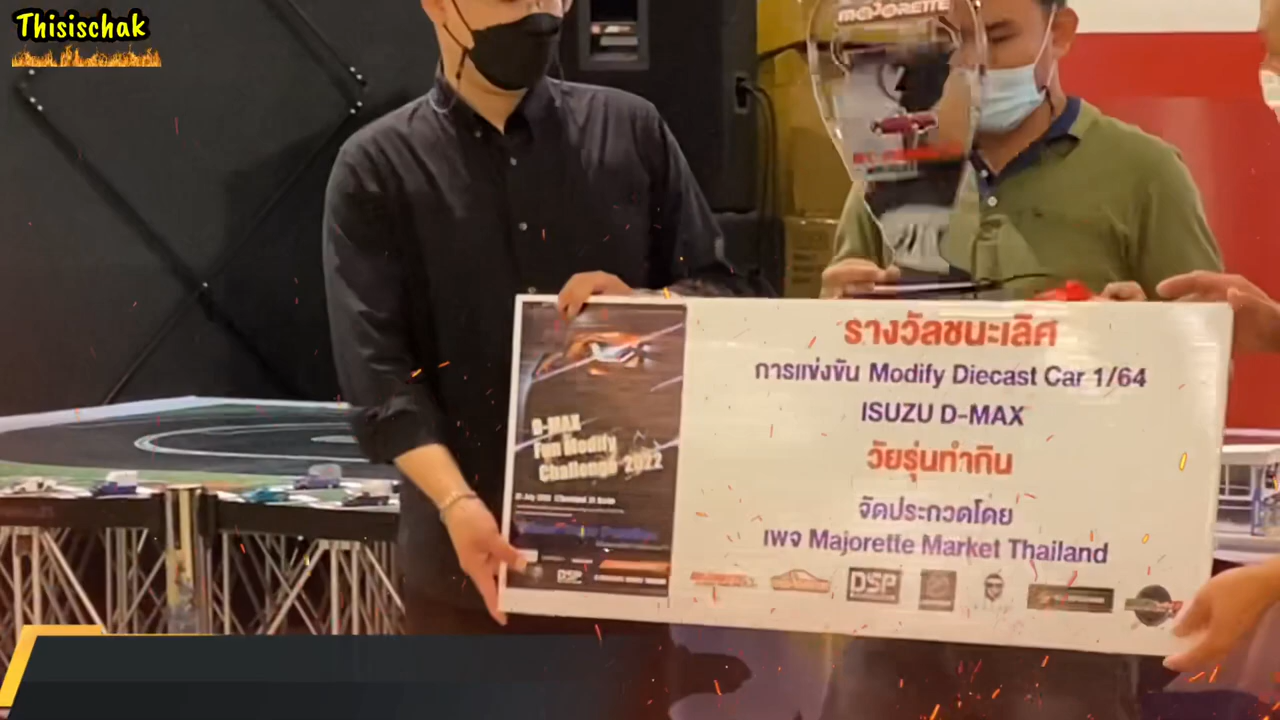 Thisischak
majorette
รางวัลชนะเลิศ
การแข่งขัน Modify Diecast Car 1/64
ISUZU D-MAX
วัยรุ่นทำกิน
จัดประกวดโดย
เพจ Majorette Market Thailand
D-MAX
Fun Modify
Challenge 2022
DSP
DSP